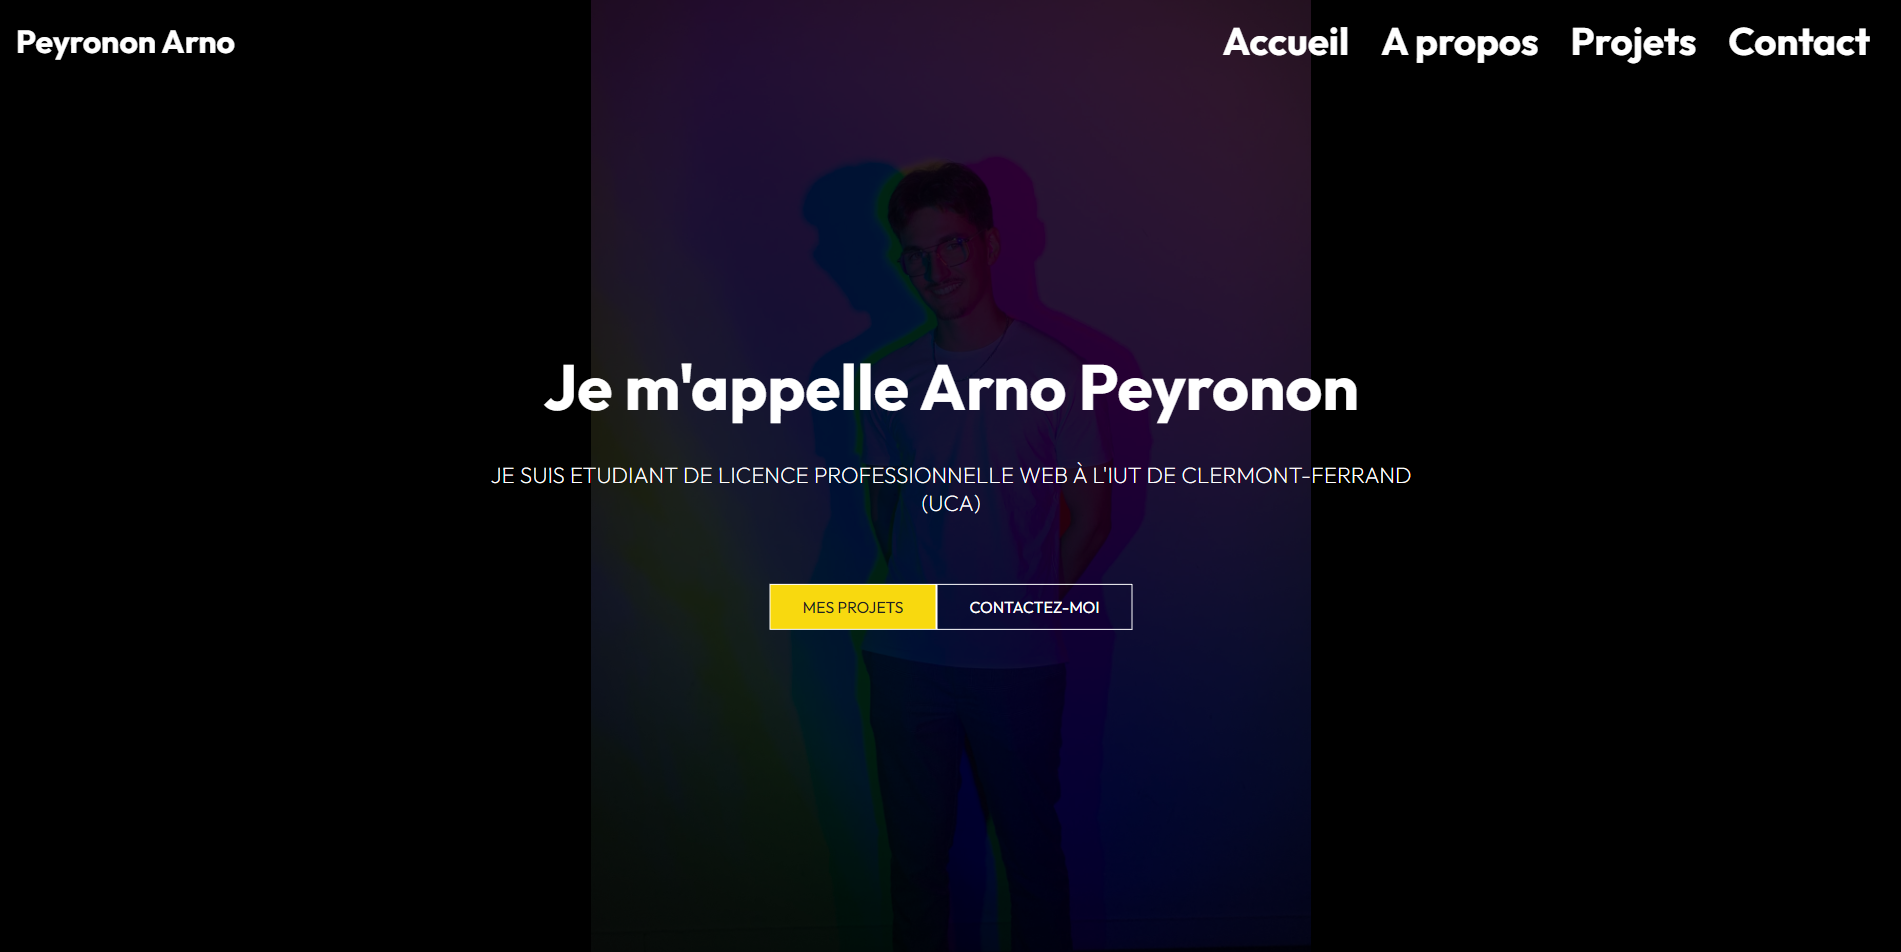 Peyronon Arno
Accueil A propos Projets Contact
Je m'appelle Arno Peyronon
JE SUIS ETUDIANT DE LICENCE PROFESSIONNELLE WEB À L'IUT DE CLERMONT-FERRAND
(UCA)
MES PROJETS CONTACTEZ-MOI